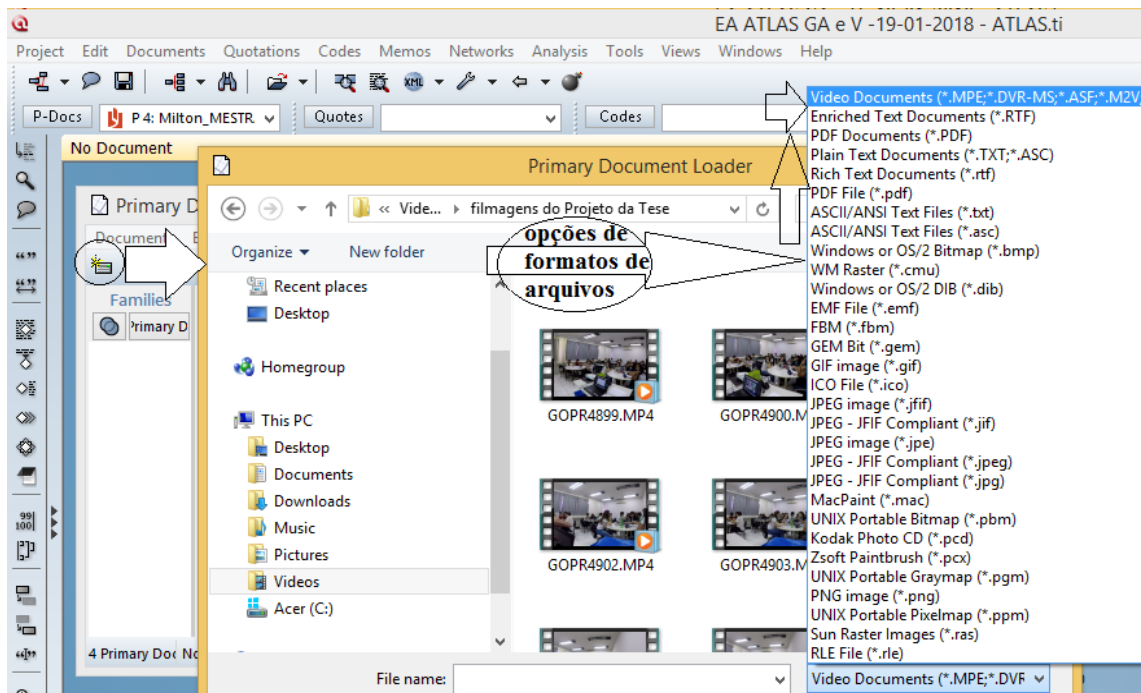 EA ATLAS GA e V -19-01-2018 - ATLAS.ti
Project Edit Documents Quotations Codes Memos Networks Analysis Tools Views Windows Help
XML
P-Docs P 4: Milton_MESTR. Quotes Codes
No Document
Primary D
Document
Families
Primary D
4 Primary Doc
Primary Document Loader
« Vide... filmagens do Projeto da Tese
Organize New folder
opções de
formatos de
arquivos
Recent places
Desktop
Homegroup
This PC
Desktop
Documents
Downloads
Music
Pictures
Videos
Acer (C:)
GOPR4899.MP4 GOPR4900.M
GOPR4902.MP4 GOPR4903.M
File name:
Video Documents (*.MPE;*.DVR-MS;*.ASF;*.M2V
Enriched Text Documents (*.RTF)
PDF Documents (*.PDF)
Plain Text Documents (*.TXT;*.ASC)
Rich Text Documents (*.rtf)
PDF File (*.pdf)
ASCII/ANSI Text Files (*.txt)
ASCII/ANSI Text Files (*.asc)
Windows or OS/2 Bitmap (*.bmp)
WM Raster (*.cmu)
Windows or OS/2 DIB (*.dib)
EMF File (*.emf)
FBM (*.fbm)
GEM Bit (*.gem)
GIF image (*.gif)
ICO File (*.ico)
JPEG image (*.jfif)
JPEG - JFIF Compliant (*.jif)
JPEG image (*.jpe)
JPEG - JFIF Compliant (*.jpeg)
JPEG - JFIF Compliant (*.jpg)
MacPaint (*.mac)
UNIX Portable Bitmap (*.pbm)
Kodak Photo CD (*.pcd)
Zsoft Paintbrush (*.pcx)
UNIX Portable Graymap (*.pgm)
PNG image (*.png)
UNIX Portable Pixelmap (*.ppm)
Sun Raster Images (*.ras)
RLE File (*.rle)
Video Documents (*.MPE;*.DVR